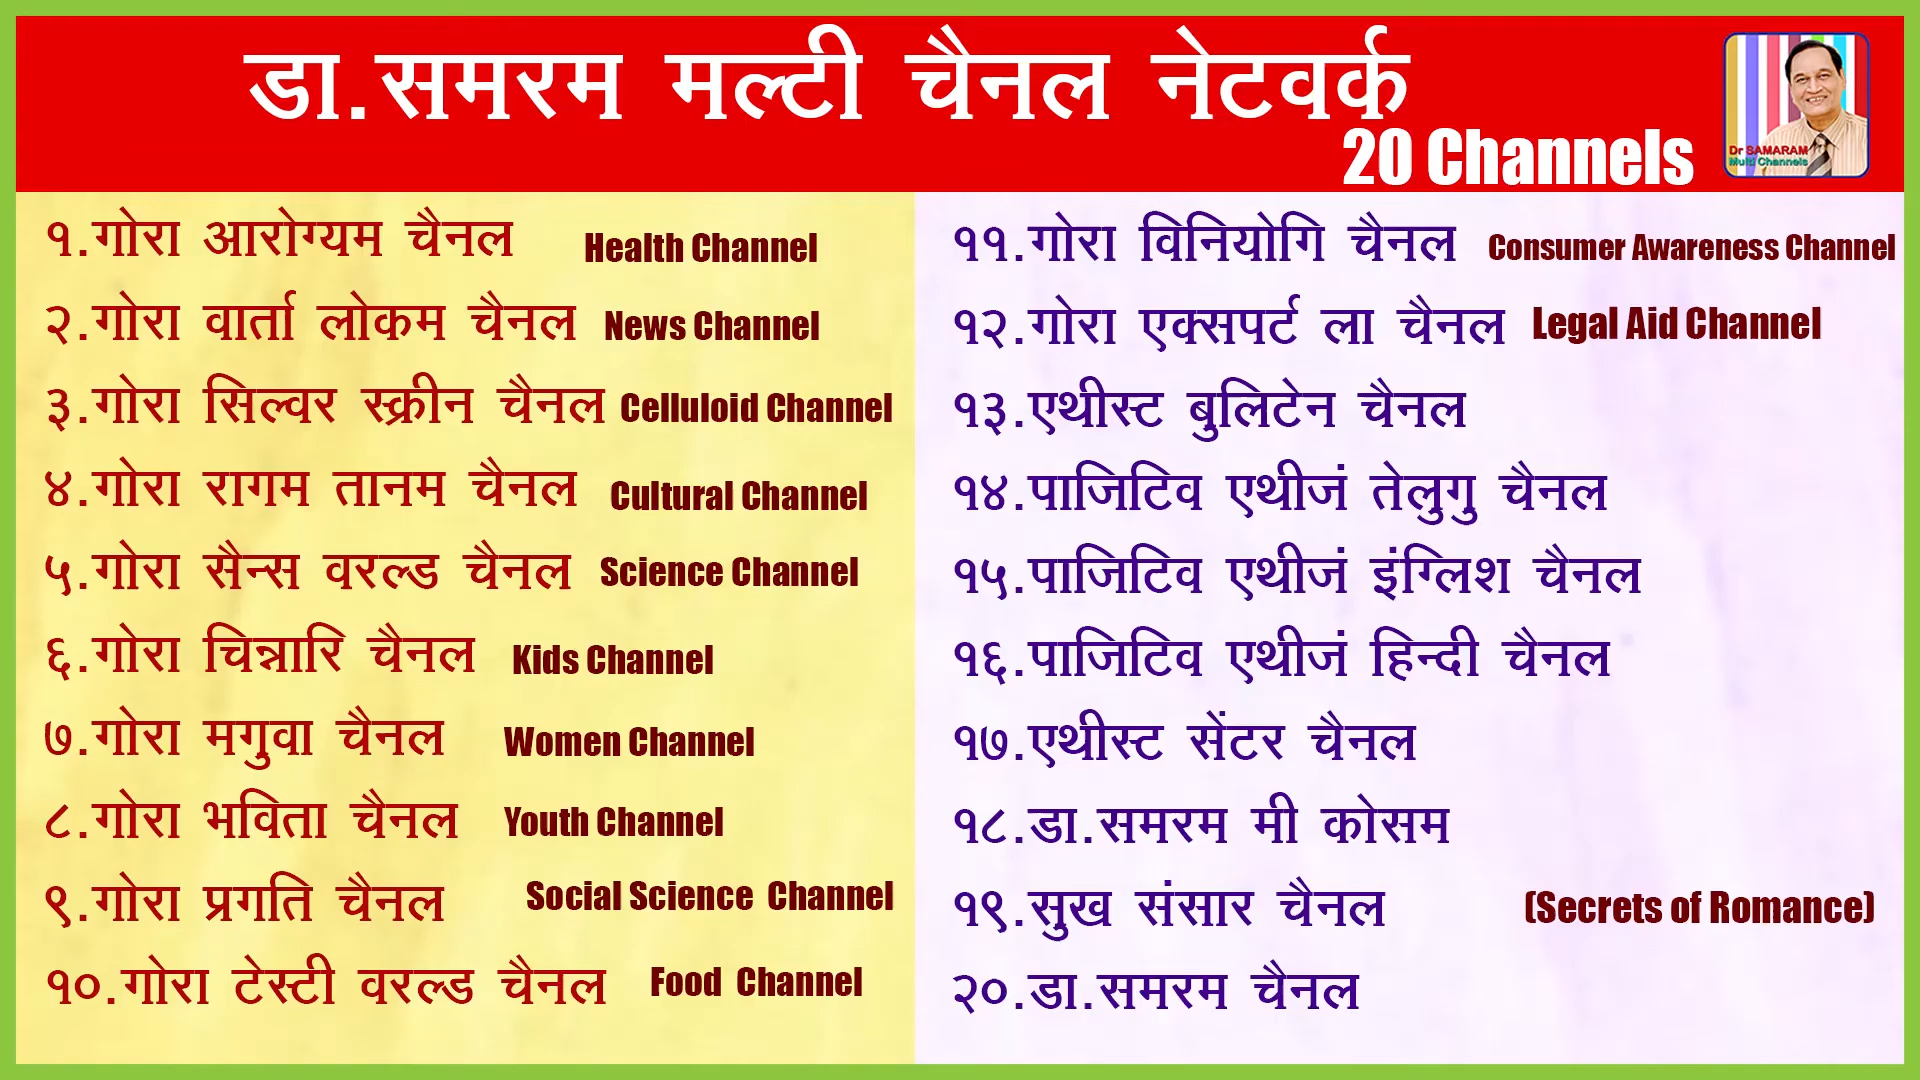 डा.समरम मल्टी चैनल नेटवर्क
20 Channels
Dr SAMARAM
Multi Channels
१.गोरा आरोग्यम चैनल Health Channel
२.गोरा वार्ता लोकम चैनल News Channel
३.गोरा सिल्वर स्क्रीन चैनल Celluloid Channel
४.गोरा रागम तानम चैनल Cultural Channel
५.गोरा सैन्स वरल्ड चैनल Science Channel
६.गोरा चिन्नारि चैनल Kids Channel
७.गोरा मगुवा चैनल Women Channel
८.गोरा भविता चैनल Youth Channel
९.गोरा प्रगति चैनल Social Science Channel
१०.गोरा टेस्टी वरल्ड चैनल Food Channel
११.गोरा विनियोगि चैनल Consumer Awareness Channel
१२.गोरा एक्सपर्ट ला चैनल Legal Aid Channel
१३.एथीस्ट बुलिटेन चैनल
१४.पाजिटिव एथीजं तेलुगु चैनल
१५.पाजिटिव एथीजं इंग्लिश चैनल
१६.पाजिटिव एथीजं हिन्दी चैनल
१७.एथीस्ट सेंटर चैनल
१८.डा.समरम मी कोसम
१९.सुख संसार चैनल (Secrets of Romance)
२०.डा.समरम चैनल